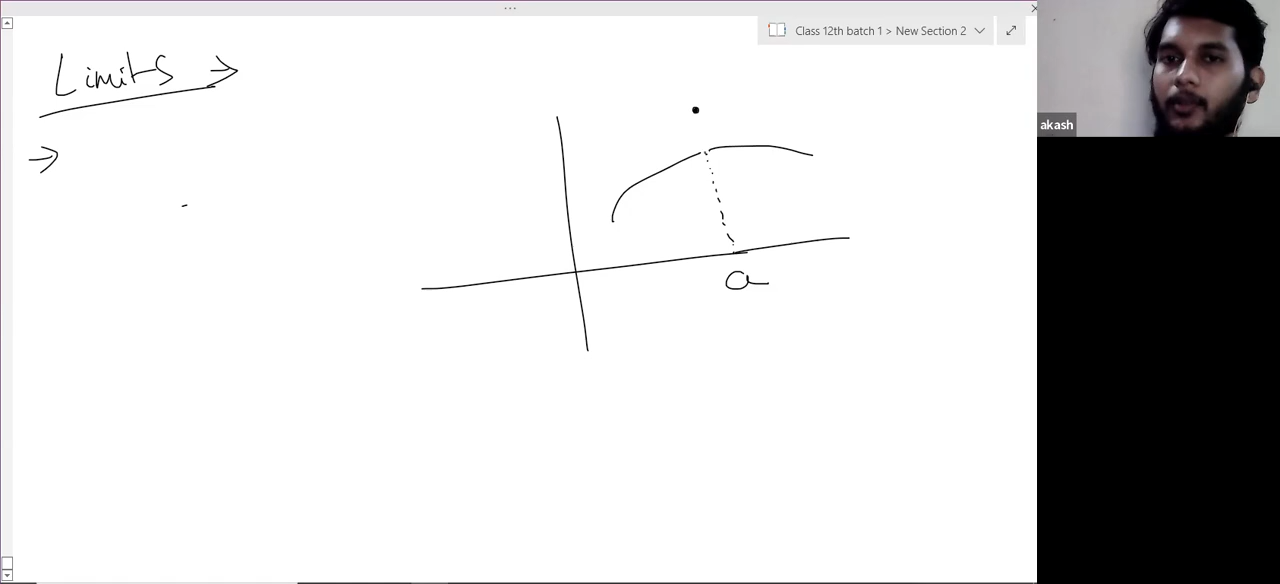 ...
Class 12th batch 1 > New Section 2
Limits →
→
a
akash